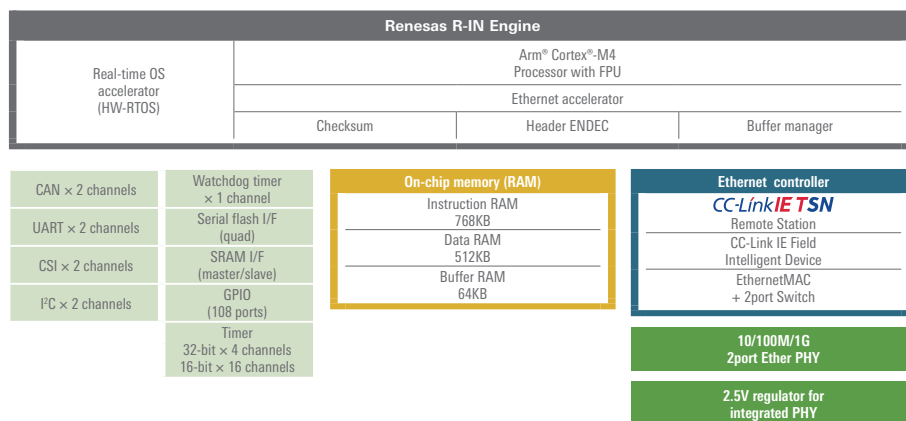 Renesas R-IN Engine
Real-time OS
accelerator
(HW-RTOS)
Arm® Cortex®-M4
Processor with FPU
Ethernet accelerator
Checksum
Header ENDEC
Buffer manager
CAN × 2 channels
UART × 2 channels
CSI × 2 channels
I²C × 2 channels
Watchdog timer
× 1 channel
Serial flash I/F
(quad)
SRAM I/F
(master/slave)
GPIO
(108 ports)
Timer
32-bit × 4 channels
16-bit × 16 channels
On-chip memory (RAM)
Instruction RAM
768KB
Data RAM
512KB
Buffer RAM
64KB
Ethernet controller
CC-Link IE TSN
Remote Station
CC-Link IE Field
Intelligent Device
EthernetMAC
+ 2port Switch
10/100M/1G
2port Ether PHY
2.5V regulator for
integrated PHY